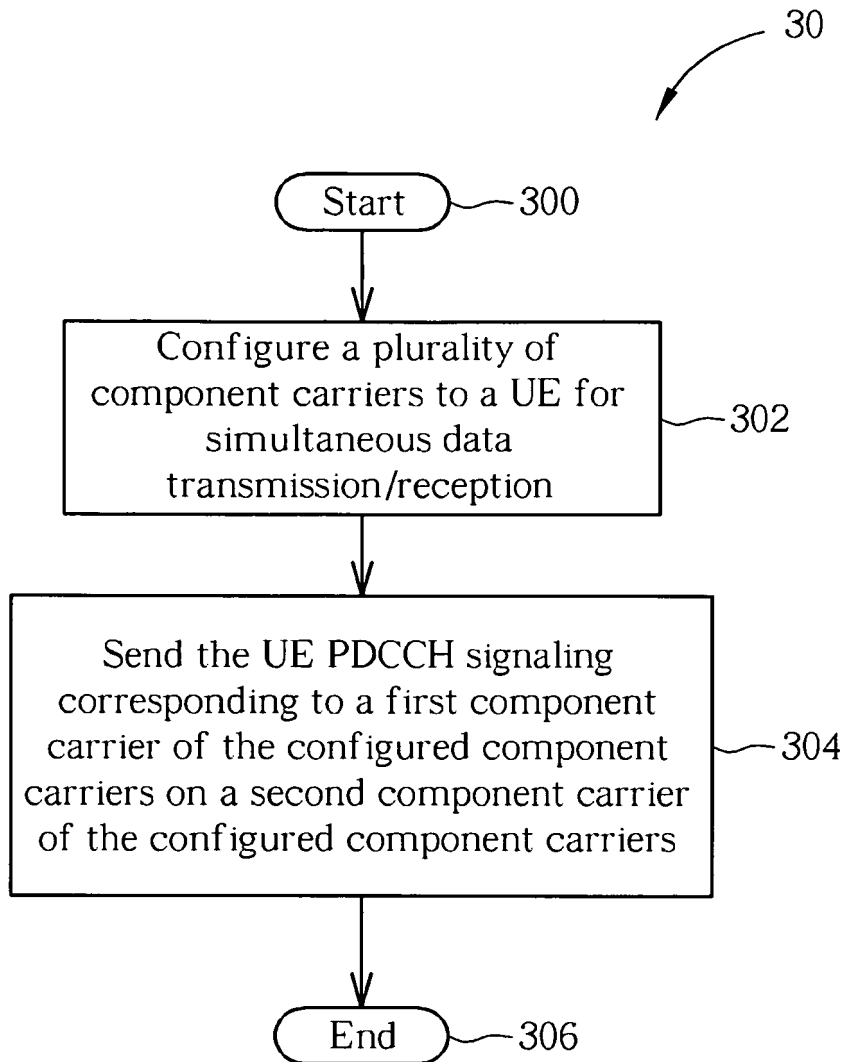 30
Start
300
Configure a plurality of
component carriers to a UE for
simultaneous data
transmission/reception
302
Send the UE PDCCH signaling
corresponding to a first component
carrier of the configured component
carriers on a second component carrier
of the configured component carriers
304
End
306